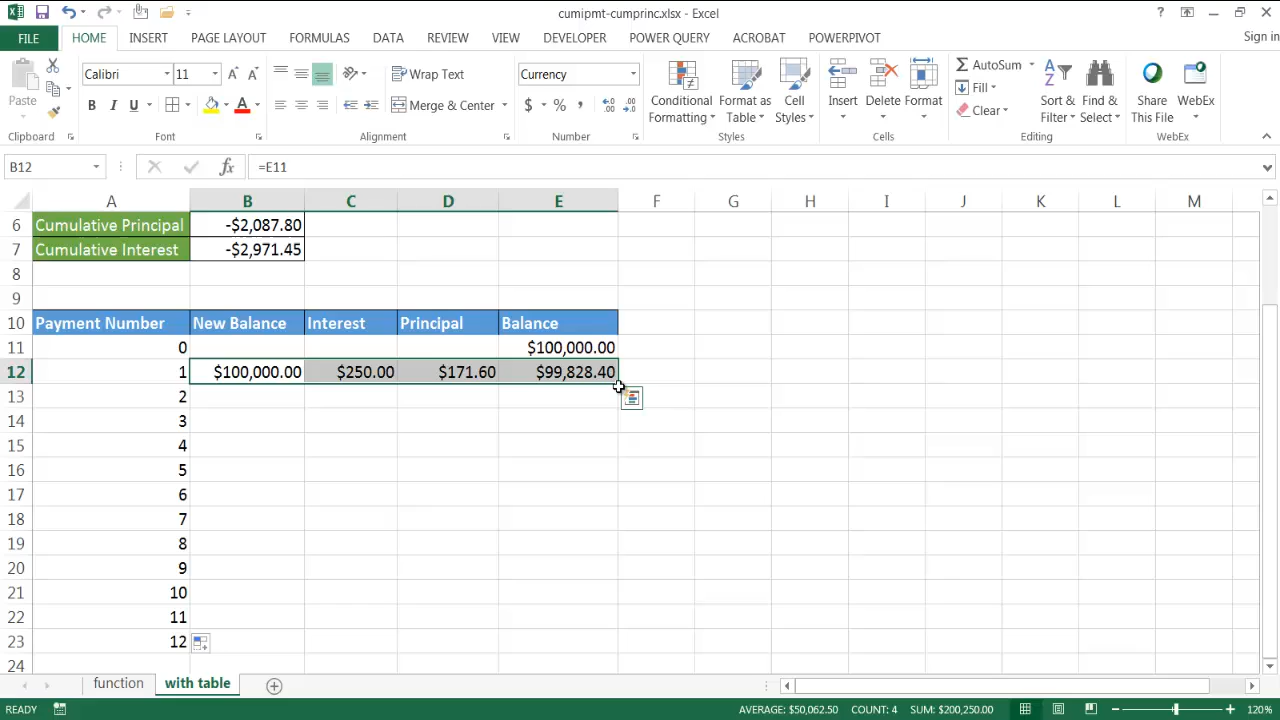 cumipmt-cumprinc.xlsx - Excel
Sign in
FILE HOME INSERT PAGE LAYOUT FORMULAS DATA REVIEW VIEW DEVELOPER POWER QUERY ACROBAT POWERPIVOT
Paste
Calibri 11
B I U
Wrap Text
Merge & Center
Currency
$ % ,
Conditional Formatting
Format as Table
Cell Styles
Insert Delete Format
AutoSum
Fill
Clear
Sort & Filter
Find & Select
Share This File
WebEx
Clipboard Font Alignment Number Styles Cells Editing WebEx
B12 fx =E11
A B C D E F G H I J K L M
6 Cumulative Principal -$2,087.80
7 Cumulative Interest -$2,971.45
8
9
10 Payment Number New Balance Interest Principal Balance
11 0 $100,000.00
12 1 $100,000.00 $250.00 $171.60 $99,828.40
13 2
14 3
15 4
16 5
17 6
18 7
19 8
20 9
21 10
22 11
23 12
24
function with table
READY AVERAGE: $50,062.50 COUNT: 4 SUM: $200,250.00 120%